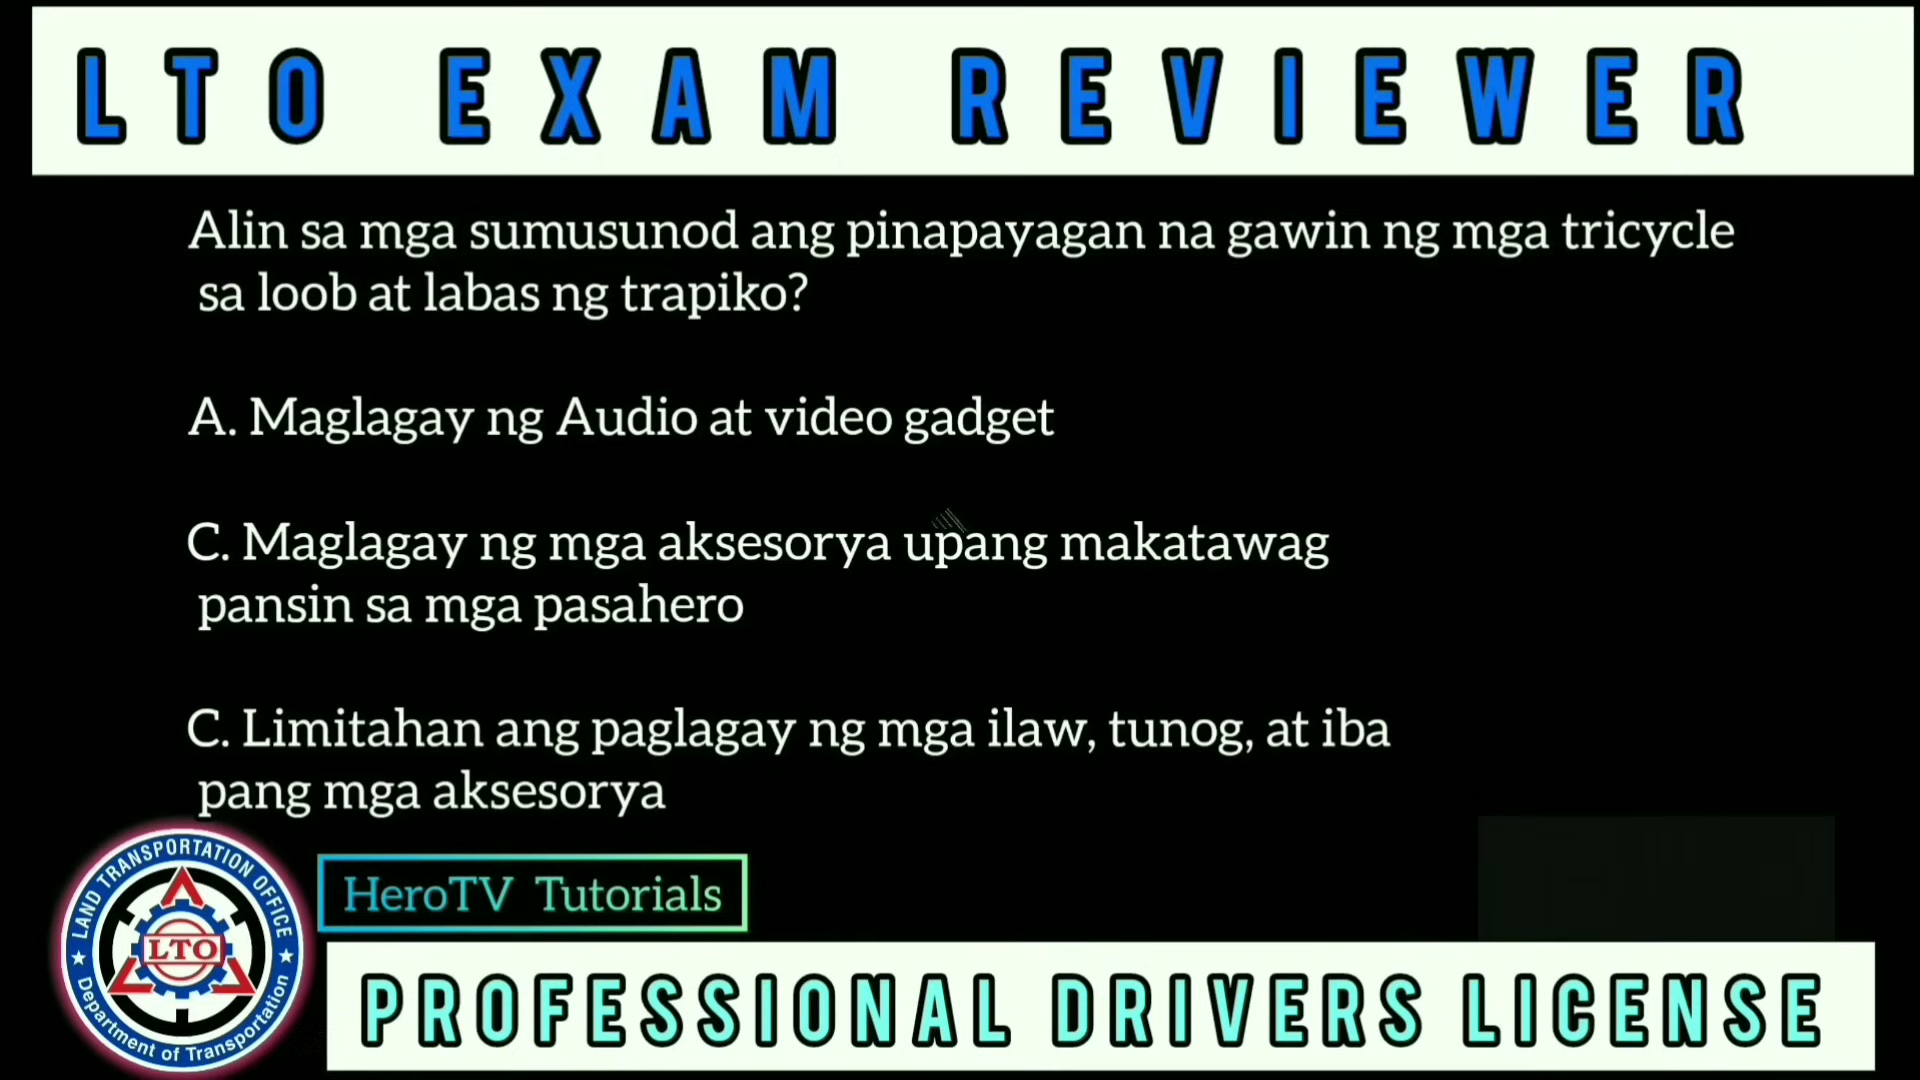 LTO EXAM REVIEWER
Alin sa mga sumusunod ang pinapayagan na gawin ng mga tricycle
sa loob at labas ng trapiko?
A. Maglagay ng Audio at video gadget
C. Maglagay ng mga aksesorya upang makatawag
pansin sa mga pasahero
C. Limitahan ang paglagay ng mga ilaw, tunog, at iba
pang mga aksesorya
LAND TRANSPORTATION OFFICE
LTO
Department of Transportation
HeroTV Tutorials
PROFESSIONAL DRIVERS LICENSE